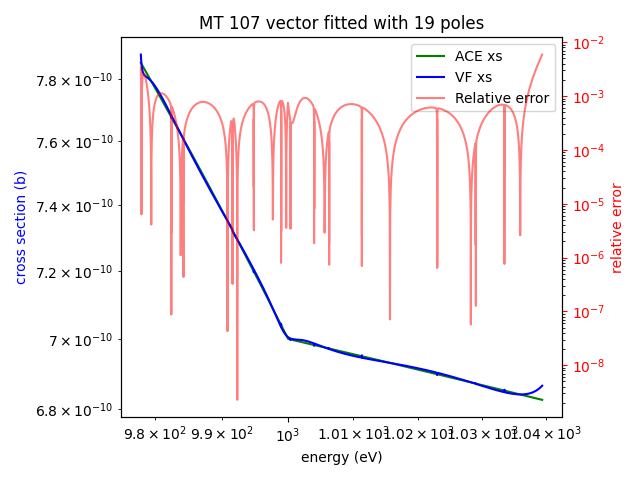 MT 107 vector fitted with 19 poles
ACE xs
VF xs
Relative error
cross section (b)
7.8 × 10⁻¹⁰
7.6 × 10⁻¹⁰
7.4 × 10⁻¹⁰
7.2 × 10⁻¹⁰
7 × 10⁻¹⁰
6.8 × 10⁻¹⁰
10⁻²
10⁻³
10⁻⁴
10⁻⁵
10⁻⁶
10⁻⁷
10⁻⁸
relative error
9.8 × 10² 9.9 × 10² 10³ 1.01 × 10³ 1.02 × 10³ 1.03 × 10³ 1.04 × 10³
energy (eV)